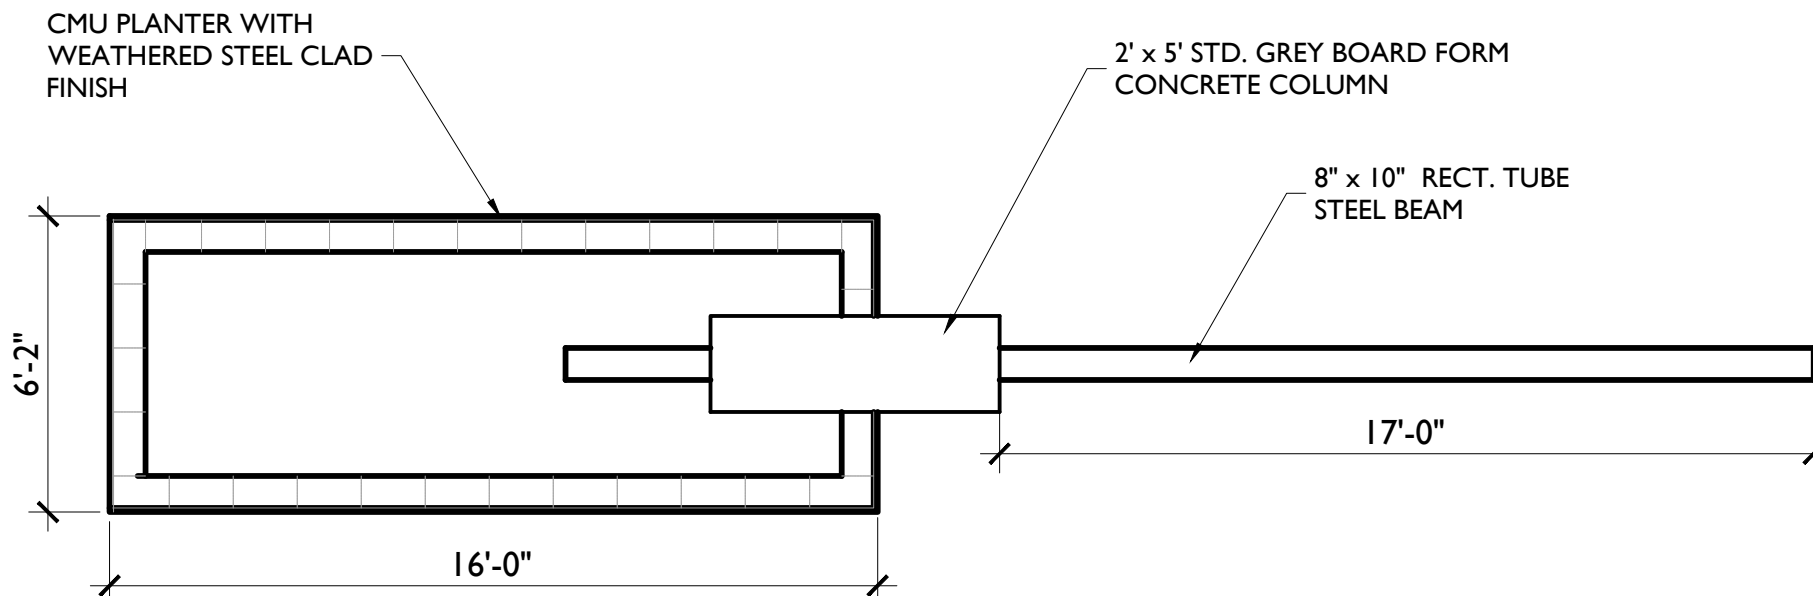 CMU PLANTER WITH
WEATHERED STEEL CLAD
FINISH
2' x 5' STD. GREY BOARD FORM
CONCRETE COLUMN
8" x 10" RECT. TUBE
STEEL BEAM
6'-2"
17'-0"
16'-0"